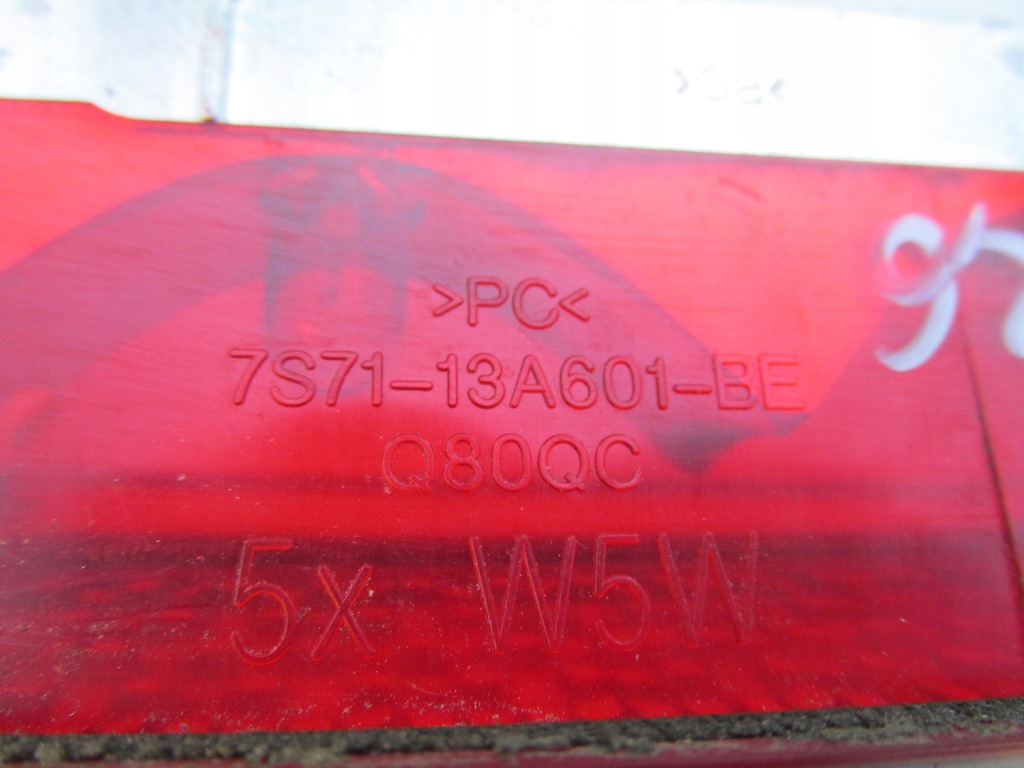 >PC<
7S71-13A601-BE
Q80QC
5x W5W